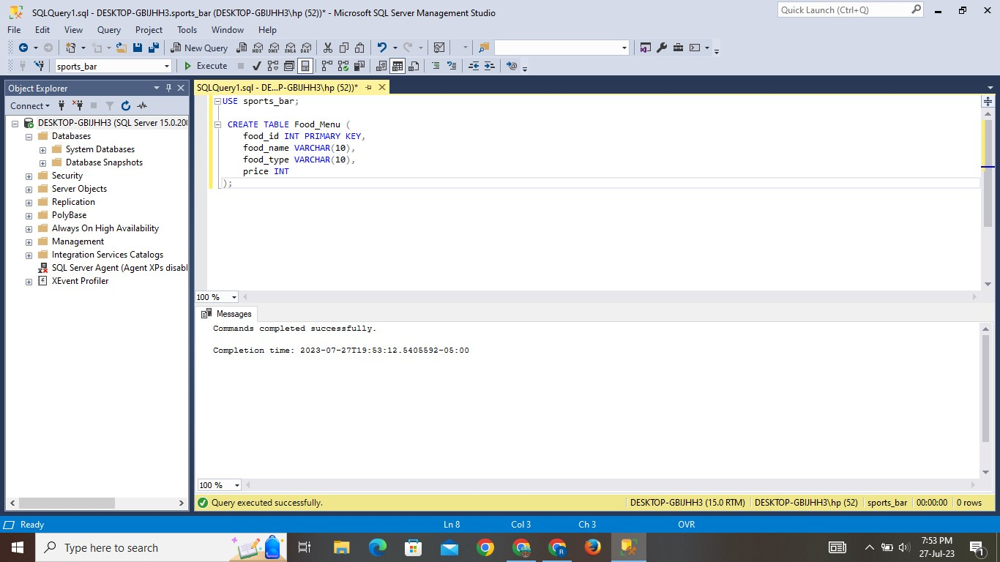 SQLQuery1.sql - DESKTOP-GBIJHH3.sports_bar (DESKTOP-GBIJHH3\hp (52))* - Microsoft SQL Server Management Studio
Quick Launch (Ctrl+Q)
File Edit View Query Project Tools Window Help
New Query
MDX DMX XMLA DAX
sports_bar
Execute
Object Explorer
Connect
DESKTOP-GBIJHH3 (SQL Server 15.0.200
Databases
System Databases
Database Snapshots
Security
Server Objects
Replication
PolyBase
Always On High Availability
Management
Integration Services Catalogs
SQL Server Agent (Agent XPs disabl
XEvent Profiler
SQLQuery1.sql - DE...P-GBIJHH3\hp (52))*
USE sports_bar;
CREATE TABLE Food_Menu (
food_id INT PRIMARY KEY,
food_name VARCHAR(10),
food_type VARCHAR(10),
price INT
);
100 %
Messages
Commands completed successfully.
Completion time: 2023-07-27T19:53:12.5405592-05:00
100 %
Query executed successfully.
DESKTOP-GBIJHH3 (15.0 RTM) DESKTOP-GBIJHH3\hp (52) sports_bar 00:00:00 0 rows
Ready
Ln 8 Col 3 Ch 3 OVR
Type here to search
R
7:53 PM
27-Jul-23
1